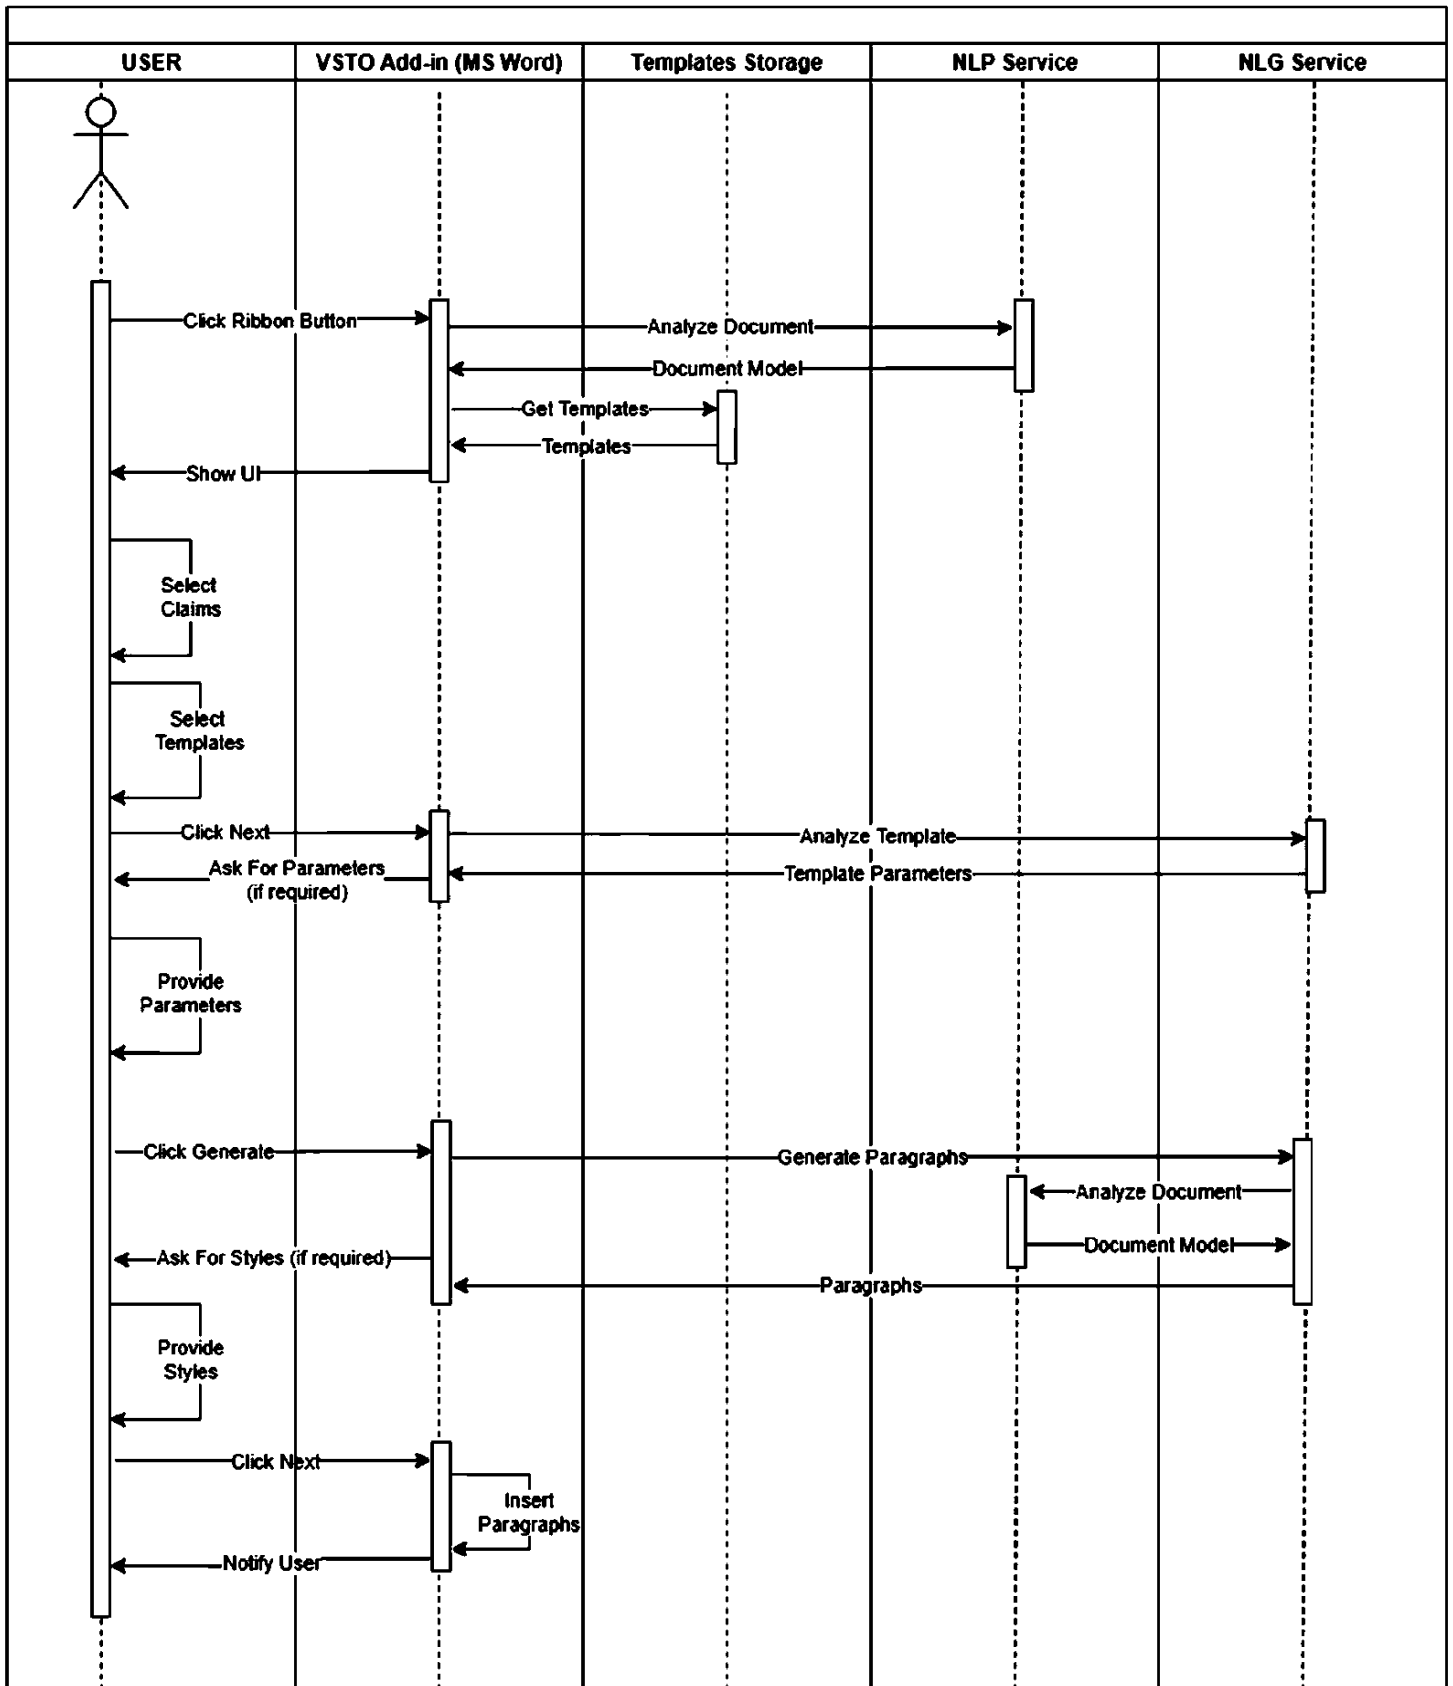 USER
VSTO Add-in (MS Word)
Templates Storage
NLP Service
NLG Service
Click Ribbon Button
Analyze Document
Document Model
Get Templates
Templates
Show UI
Select
Claims
Select
Templates
Click Next
Analyze Template
Ask For Parameters
(if required)
Template Parameters
Provide
Parameters
Click Generate
Generate Paragraphs
Analyze Document
Document Model
Ask For Styles (if required)
Paragraphs
Provide
Styles
Click Next
Insert
Paragraphs
Notify User